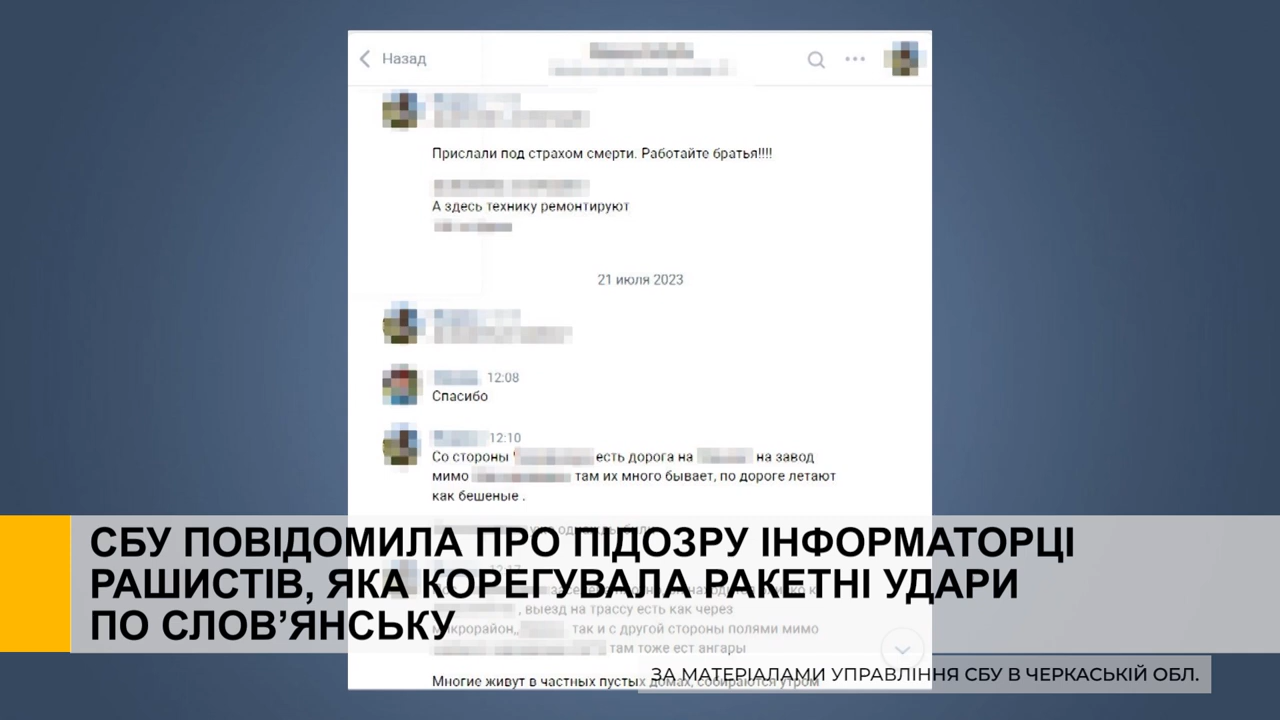 Назад
Прислали под страхом смерти. Работайте братья!!!!
А здесь технику ремонтируют
21 июля 2023
12:08
Спасибо
12:10
Со стороны есть дорога на на завод
мимо там их много бывает, по дороге летают
как бешеные .
СБУ ПОВІДОМИЛА ПРО ПІДОЗРУ ІНФОРМАТОРЦІ
РАШИСТІВ, ЯКА КОРЕГУВАЛА РАКЕТНІ УДАРИ
ПО СЛОВ’ЯНСЬКУ
, выезд на трассу есть как через
так и с другой стороны полями мимо
там тоже ест ангары
Многие живут в частных пустых домах, собираются утром
ЗА МАТЕРІАЛАМИ УПРАВЛІННЯ СБУ В ЧЕРКАСЬКІЙ ОБЛ.